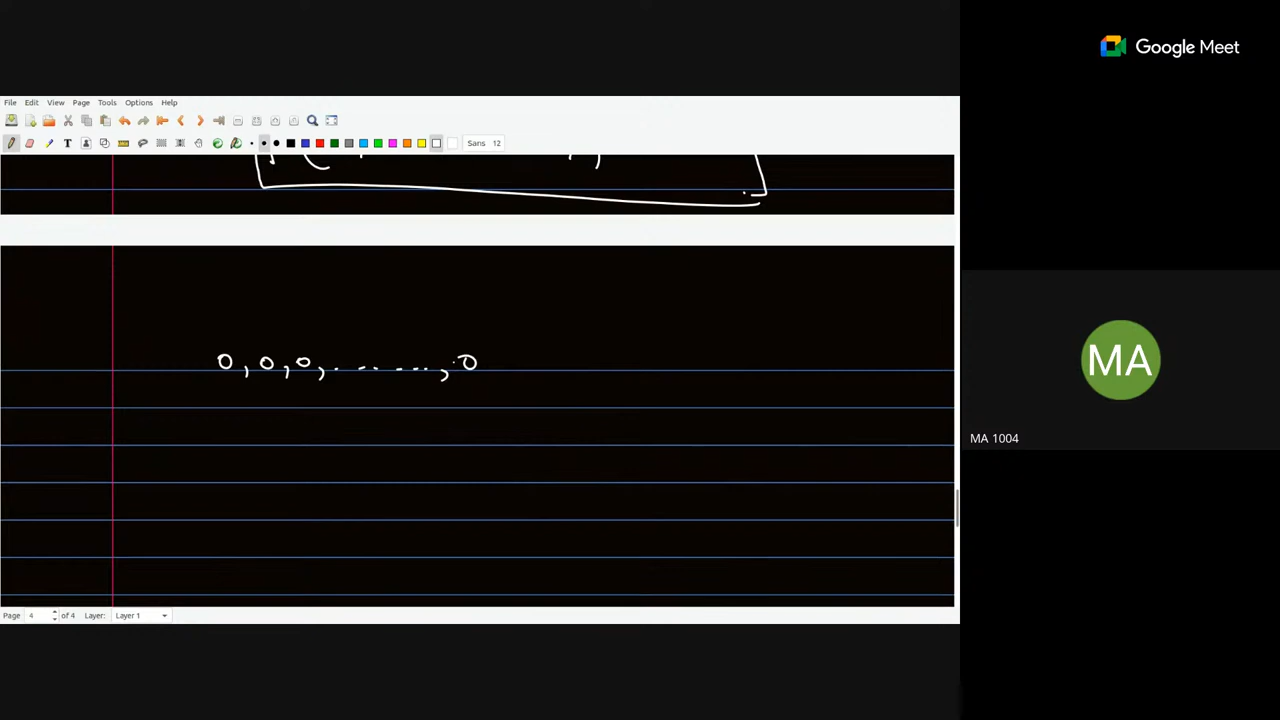 Google Meet
File Edit View Page Tools Options Help
Sans 12
0, 0, 0, . . . . . . . , 0
MA
MA 1004
Page 4 of 4 Layer: Layer 1